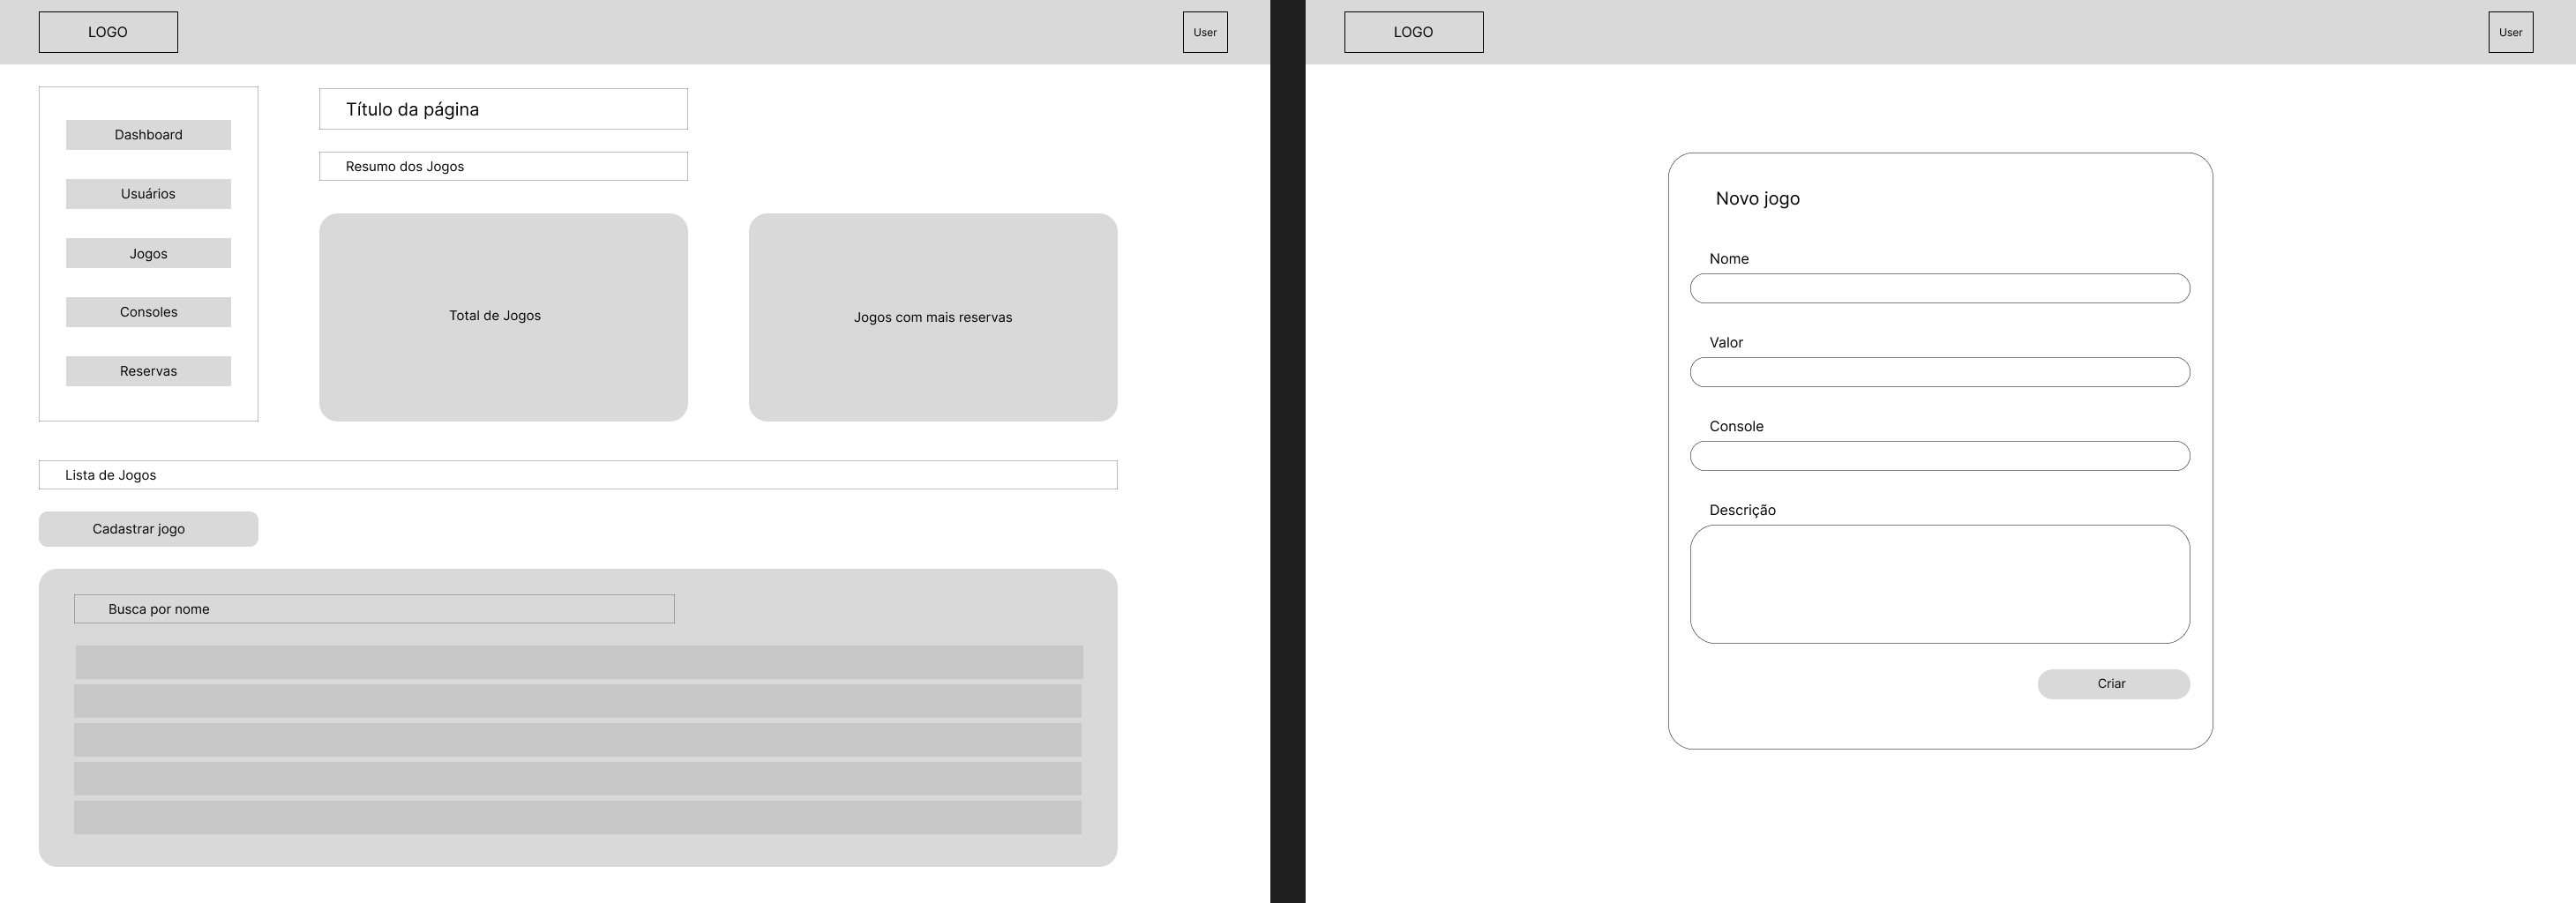 LOGO
User
Dashboard
Usuários
Jogos
Consoles
Reservas
Título da página
Resumo dos Jogos
Total de Jogos
Jogos com mais reservas
Lista de Jogos
Cadastrar jogo
Busca por nome
LOGO
User
Novo jogo
Nome
Valor
Console
Descrição
Criar